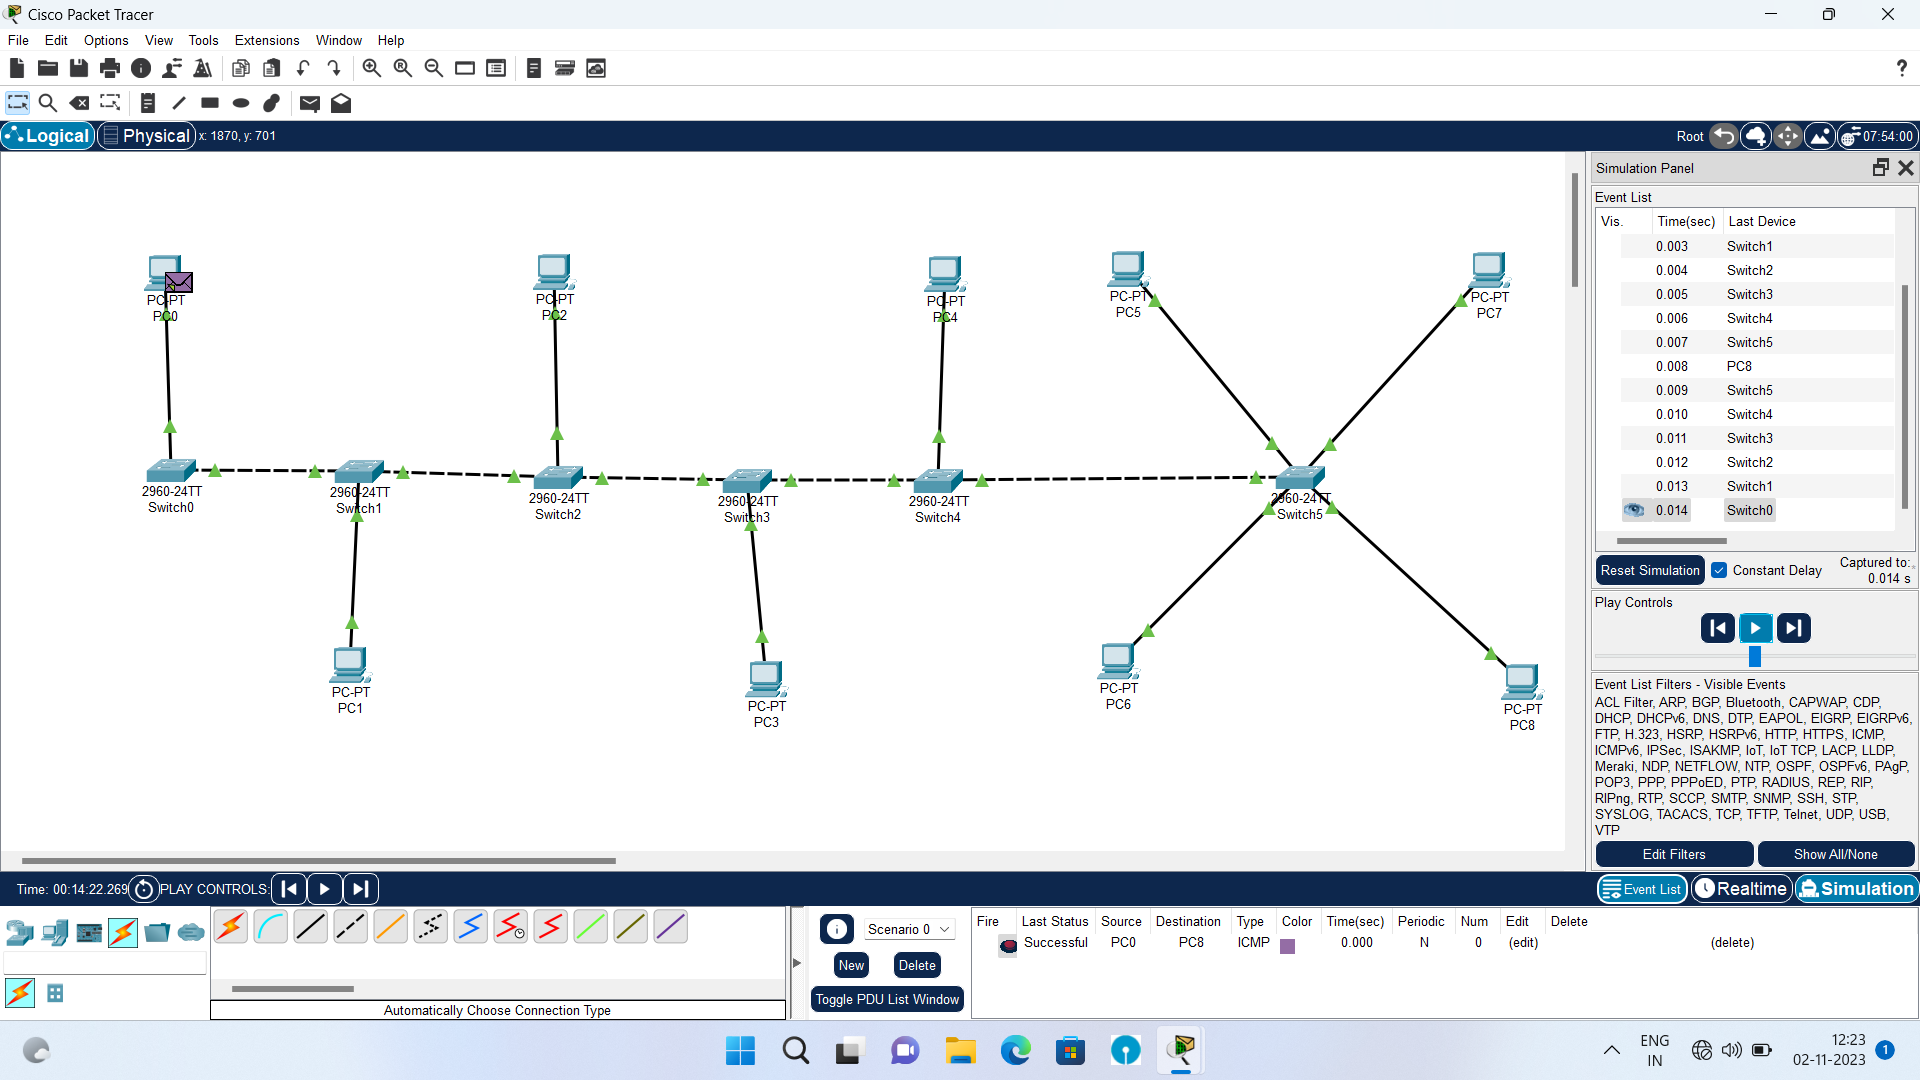 Cisco Packet Tracer
File Edit Options View Tools Extensions Window Help
Logical Physical x: 1870, y: 701 Root 07:54:00
Simulation Panel
Event List
Vis. Time(sec) Last Device
0.003 Switch1
0.004 Switch2
0.005 Switch3
0.006 Switch4
0.007 Switch5
0.008 PC8
0.009 Switch5
0.010 Switch4
0.011 Switch3
0.012 Switch2
0.013 Switch1
0.014 Switch0
Reset Simulation Constant Delay Captured to:
0.014 s
Play Controls
Event List Filters - Visible Events
ACL Filter, ARP, BGP, Bluetooth, CAPWAP, CDP,
DHCP, DHCPv6, DNS, DTP, EAPOL, EIGRP, EIGRPv6,
FTP, H.323, HSRP, HSRPv6, HTTP, HTTPS, ICMP,
ICMPv6, IPSec, ISAKMP, IoT, IoT TCP, LACP, LLDP,
Meraki, NDP, NETFLOW, NTP, OSPF, OSPFv6, PAgP,
POP3, PPP, PPPoED, PTP, RADIUS, REP, RIP,
RIPng, RTP, SCCP, SMTP, SNMP, SSH, STP,
SYSLOG, TACACS, TCP, TFTP, Telnet, UDP, USB,
VTP
Edit Filters Show All/None
PC-PT
PC0
PC-PT
PC2
PC-PT
PC4
PC-PT
PC5
PC-PT
PC7
2960-24TT
Switch0
2960-24TT
Switch1
2960-24TT
Switch2
2960-24TT
Switch3
2960-24TT
Switch4
2960-24TT
Switch5
PC-PT
PC1
PC-PT
PC3
PC-PT
PC6
PC-PT
PC8
Time: 00:14:22.269 PLAY CONTROLS: Event List Realtime Simulation
Automatically Choose Connection Type
Scenario 0
New Delete
Toggle PDU List Window
Fire Last Status Source Destination Type Color Time(sec) Periodic Num Edit Delete
Successful PC0 PC8 ICMP 0.000 N 0 (edit) (delete)
ENG
IN
12:23
02-11-2023
1